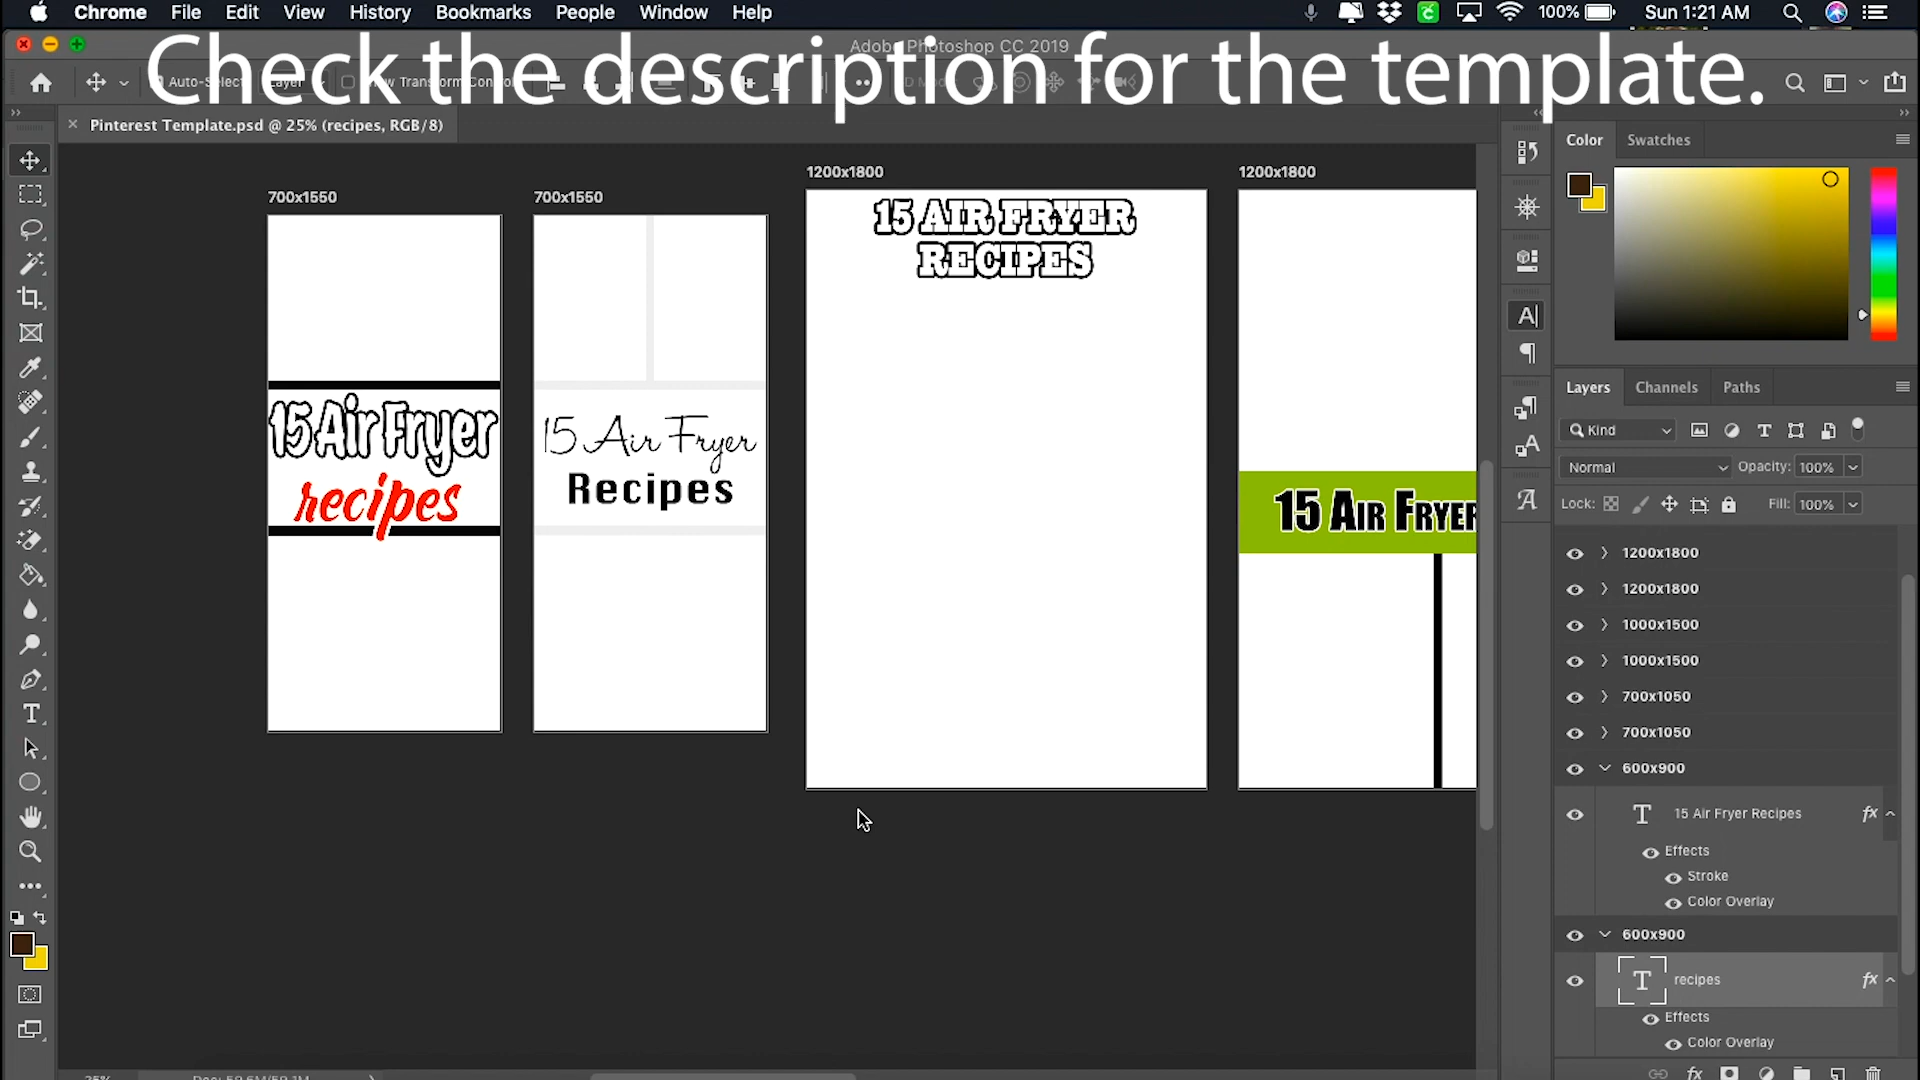 Chrome File Edit View History Bookmarks People Window Help 100% Sun 1:21 AM
Check the description for the template.
Pinterest Template.psd @ 25% (recipes, RGB/8)
Color Swatches
1200x1800 1200x1800
700x1550 700x1550
15 AIR FRYER
RECIPES
15 Air Fryer
recipes
15 Air Fryer
Recipes
15 AIR FRYER
Layers Channels Paths
Kind
Normal Opacity: 100%
Lock: Fill: 100%
1200x1800
1200x1800
1000x1500
1000x1500
700x1050
700x1050
600x900
15 Air Fryer Recipes fx
Effects
Stroke
Color Overlay
600x900
recipes fx
Effects
Color Overlay